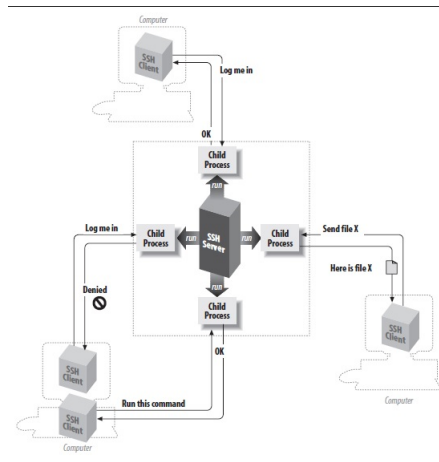 Computer
SSH
Client
Log me in
OK
Child
Process
run
Log me in
Child
Process
run
SSH
Server
run
Child
Process
Send file X
Here is file X
Denied
run
Child
Process
OK
SSH
Client
SSH
Client
Computer
Run this command
SSH
Client
Computer